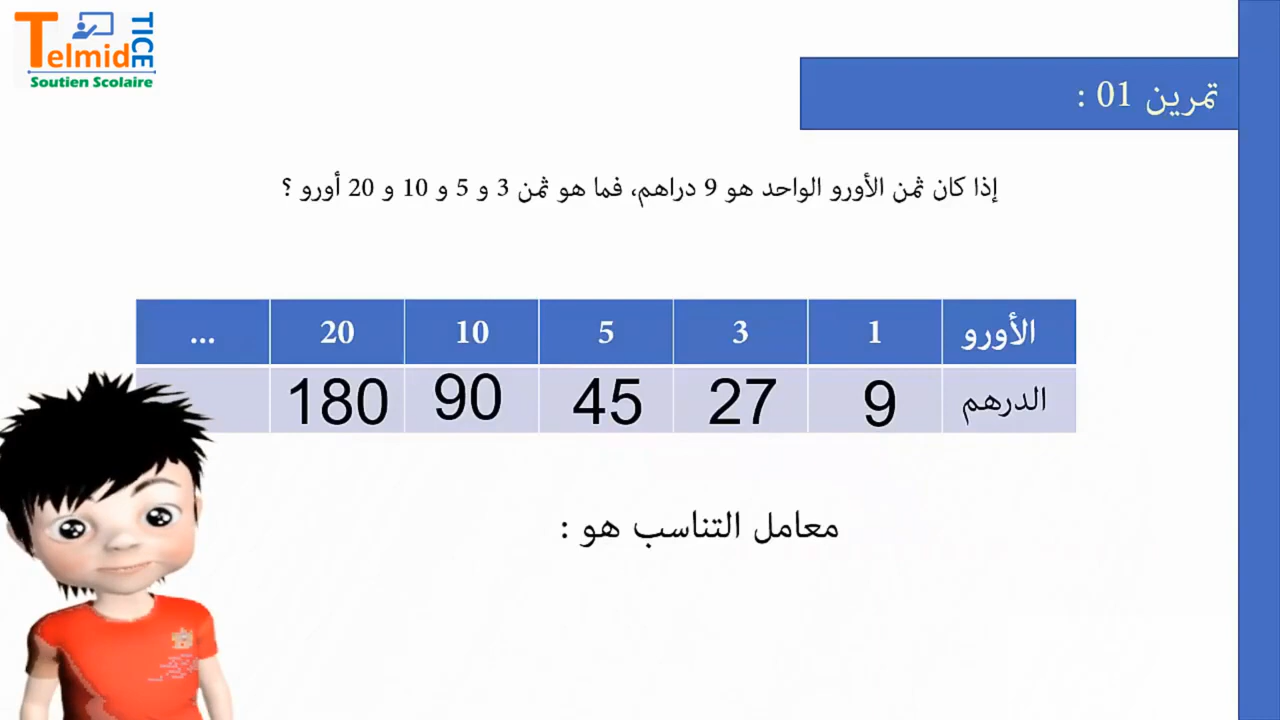 Telmid TICE
Soutien Scolaire
تمرين 01 :
إذا كان ثمن الأورو الواحد هو 9 دراهم، فما هو ثمن 3 و 5 و 10 و 20 أورو ؟
الأورو 1 3 5 10 20 ...
الدرهم 9 27 45 90 180
معامل التناسب هو :